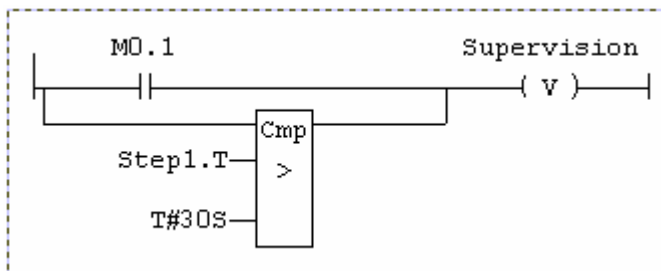 M0.1 Supervision
( V )
Cmp
Step1.T >
T#30S